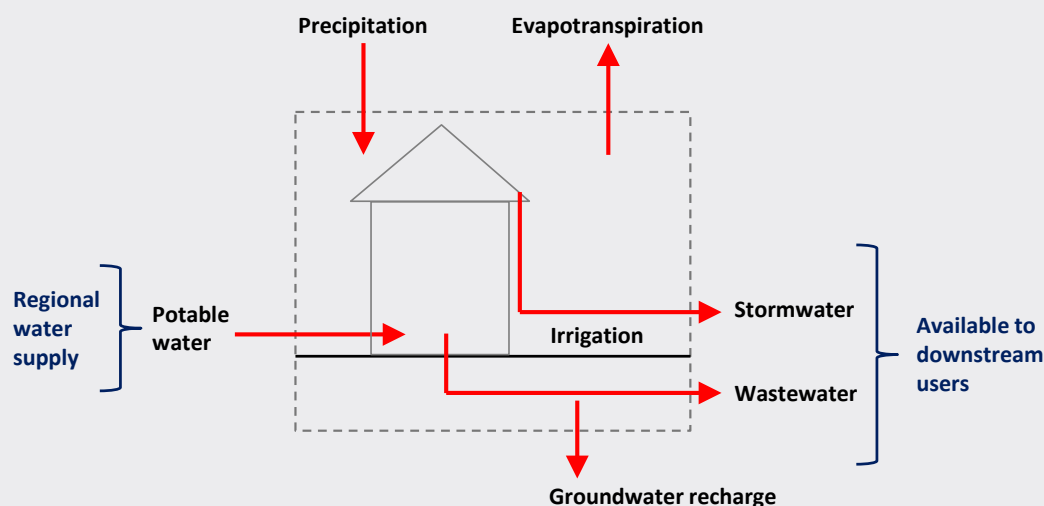 Precipitation
Evapotranspiration
Regional
water
supply
Potable
water
Irrigation
Stormwater
Wastewater
Available to
downstream
users
Groundwater recharge